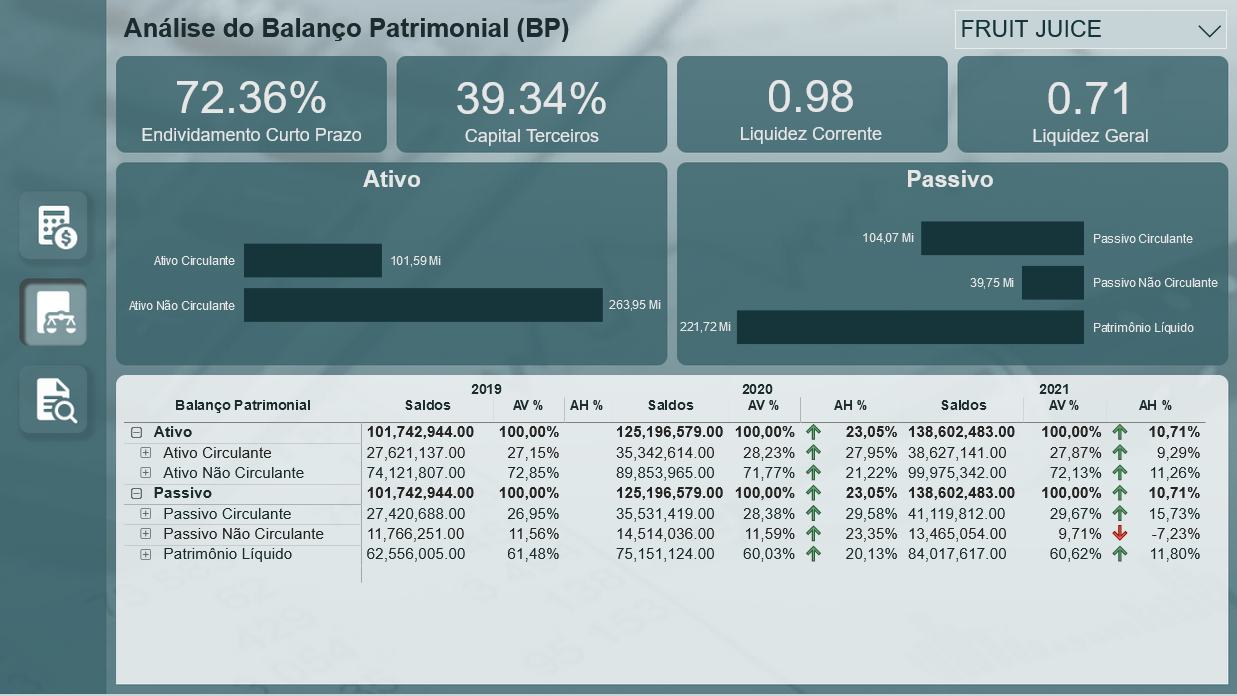 Análise do Balanço Patrimonial (BP)
FRUIT JUICE
72.36%
Endividamento Curto Prazo
39.34%
Capital Terceiros
0.98
Liquidez Corrente
0.71
Liquidez Geral
Ativo
Ativo Circulante 101,59 Mi
Ativo Não Circulante 263,95 Mi
Passivo
104,07 Mi Passivo Circulante
39,75 Mi Passivo Não Circulante
221,72 Mi Patrimônio Líquido
2019 2020 2021
Balanço Patrimonial Saldos AV % AH % Saldos AV % AH % Saldos AV % AH %
Ativo 101,742,944.00 100,00% 125,196,579.00 100,00% 23,05% 138,602,483.00 100,00% 10,71%
Ativo Circulante 27,621,137.00 27,15% 35,342,614.00 28,23% 27,95% 38,627,141.00 27,87% 9,29%
Ativo Não Circulante 74,121,807.00 72,85% 89,853,965.00 71,77% 21,22% 99,975,342.00 72,13% 11,26%
Passivo 101,742,944.00 100,00% 125,196,579.00 100,00% 23,05% 138,602,483.00 100,00% 10,71%
Passivo Circulante 27,420,688.00 26,95% 35,531,419.00 28,38% 29,58% 41,119,812.00 29,67% 15,73%
Passivo Não Circulante 11,766,251.00 11,56% 14,514,036.00 11,59% 23,35% 13,465,054.00 9,71% -7,23%
Patrimônio Líquido 62,556,005.00 61,48% 75,151,124.00 60,03% 20,13% 84,017,617.00 60,62% 11,80%